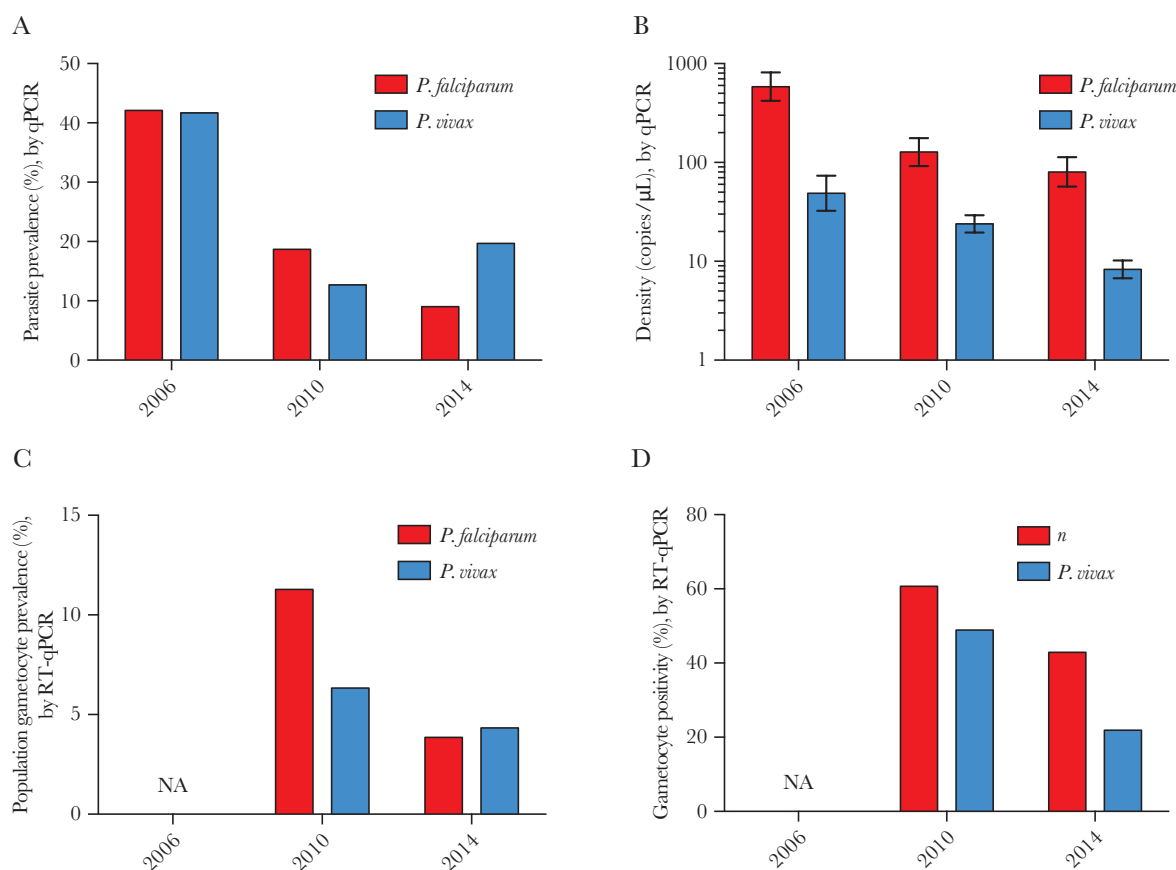 A
Parasite prevalence (%), by qPCR
50
40
30
20
10
0
P. falciparum
P. vivax
2006
2010
2014
B
Density (copies/μL), by qPCR
1000
100
10
1
P. falciparum
P. vivax
2006
2010
2014
C
Population gametocyte prevalence (%),
by RT-qPCR
15
10
5
0
P. falciparum
P. vivax
NA
2006
2010
2014
D
Gametocyte positivity (%), by RT-qPCR
80
60
40
20
0
n
P. vivax
NA
2006
2010
2014